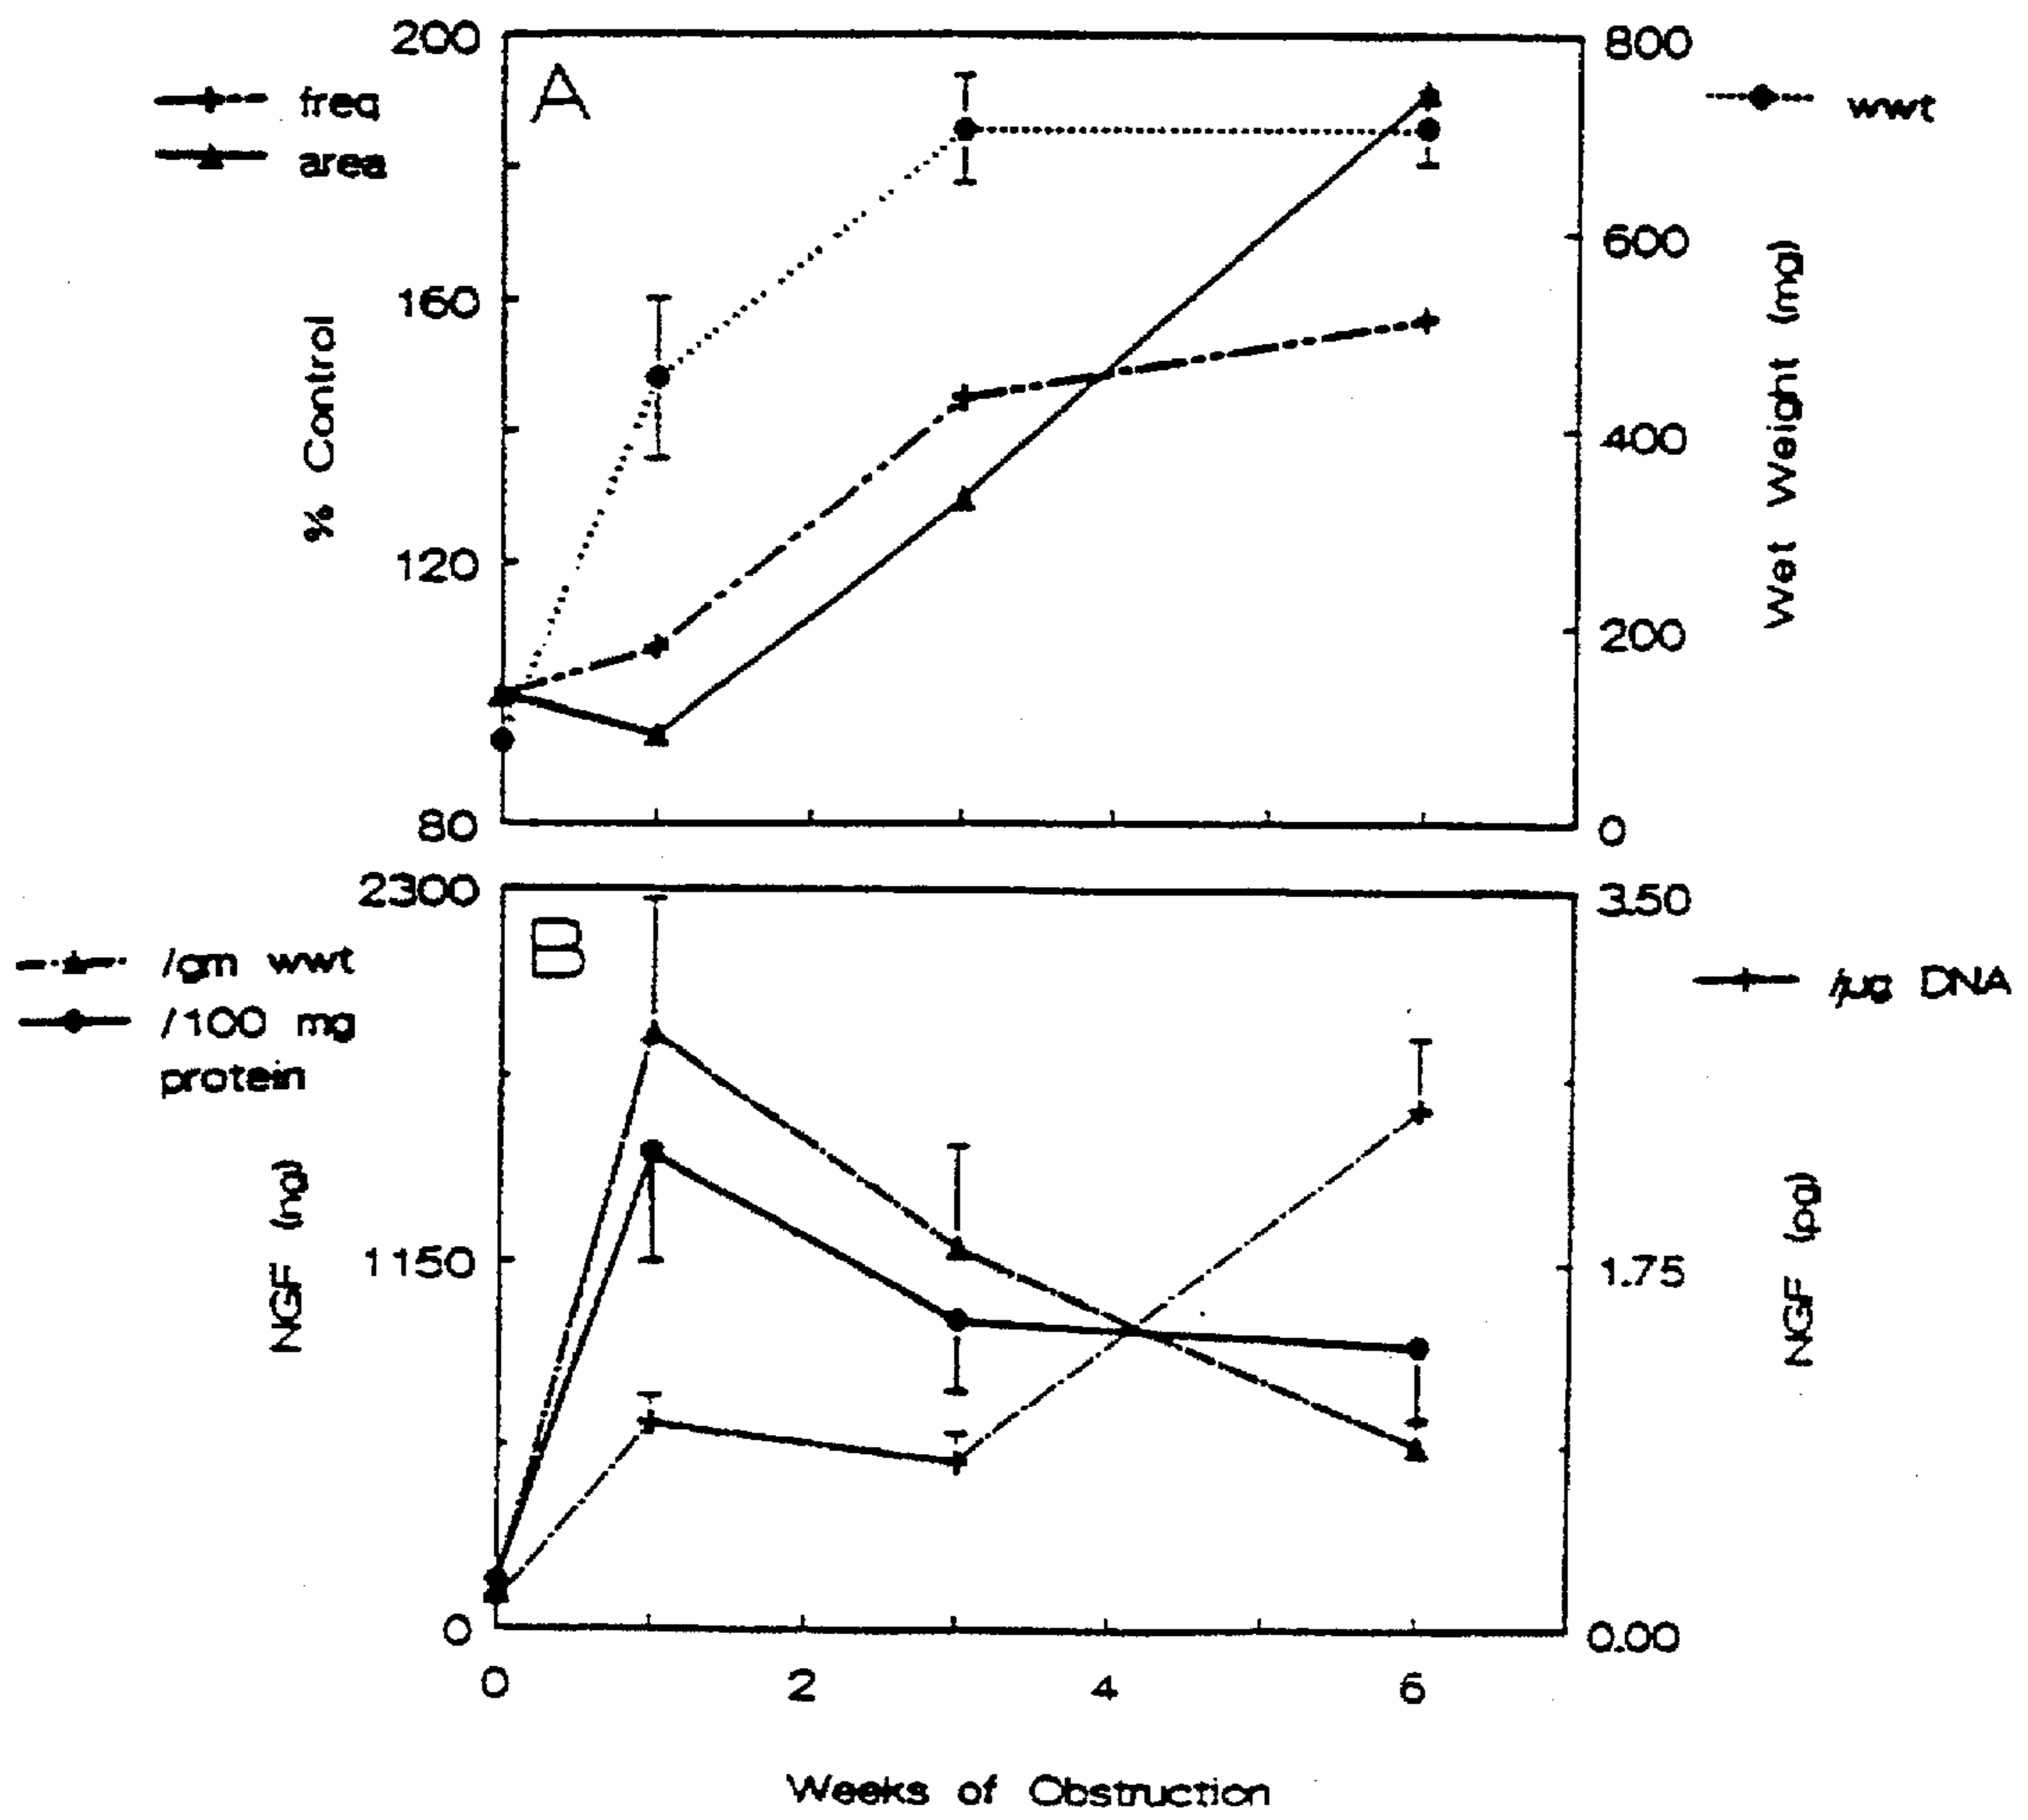 200
A
800
freq
area
wwt
600
160
% Control
Wet Weight (mg)
400
120
200
80
0
2300
B
3.50
/gm wwt
/100 mg
protein
/µg DNA
NGF (ng)
NGF (pg)
1150
1.75
0
0.00
0 2 4 6
Weeks of Obstruction